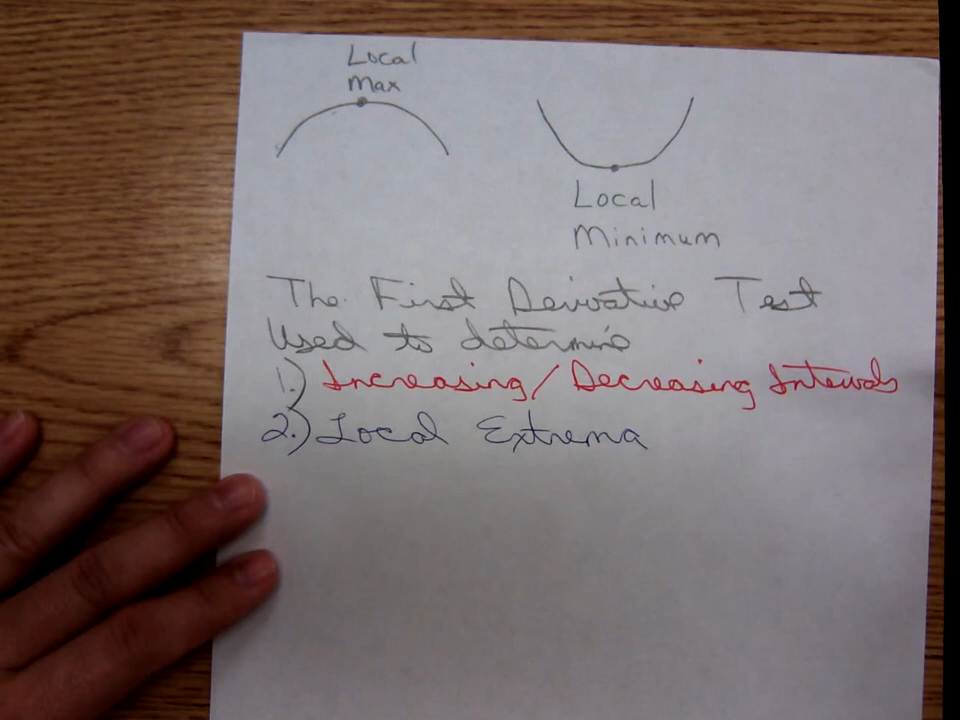 Local
Max
Local
Minimum
The First Derivative Test
Used to determine
1.) Increasing/Decreasing Intervals
2.) Local Extrema